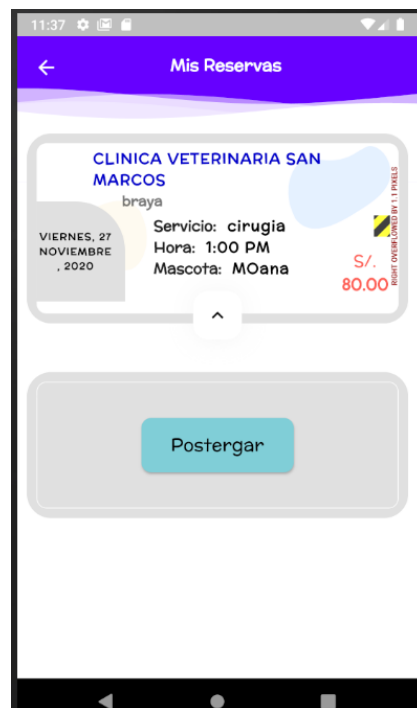 11:37
Mis Reservas
CLINICA VETERINARIA SAN
MARCOS
braya
VIERNES, 27
NOVIEMBRE
, 2020
Servicio: cirugia
Hora: 1:00 PM
Mascota: MOana
S/.
80.00
RIGHT OVERFLOWED BY 1.1 PIXELS
Postergar